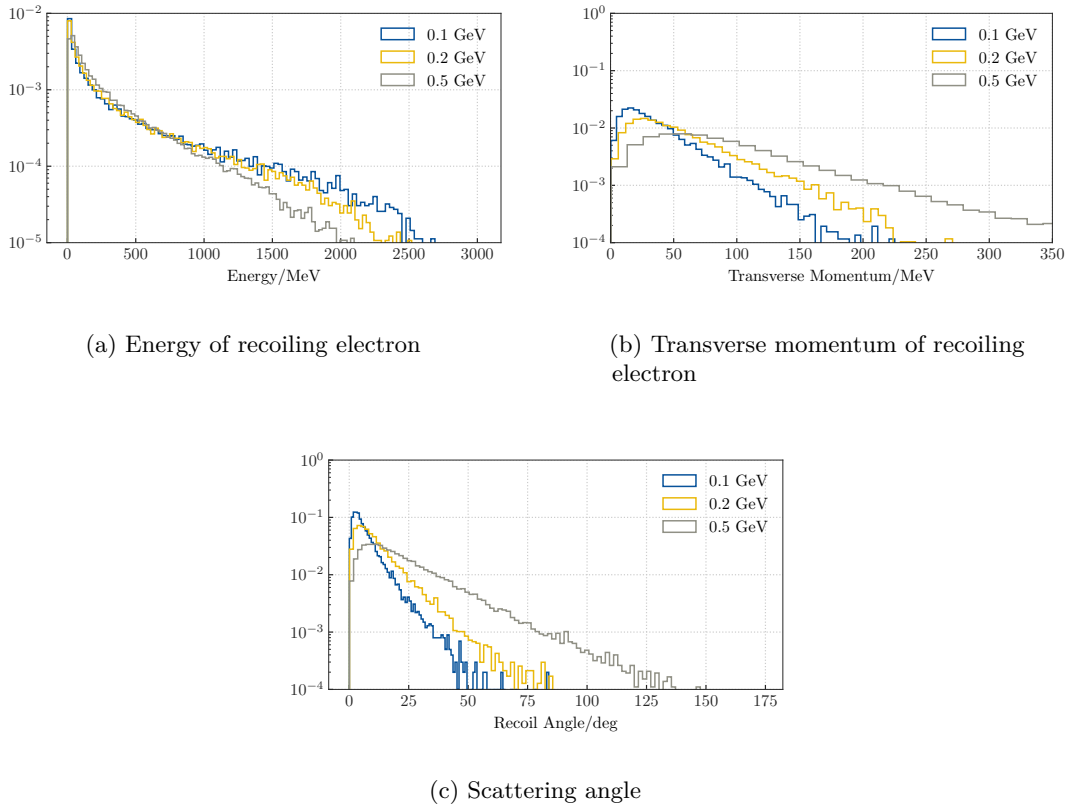 10⁻²
10⁻³
10⁻⁴
10⁻⁵
0.1 GeV
0.2 GeV
0.5 GeV
0 500 1000 1500 2000 2500 3000
Energy/MeV
(a) Energy of recoiling electron
10⁰
10⁻¹
10⁻²
10⁻³
10⁻⁴
0.1 GeV
0.2 GeV
0.5 GeV
0 50 100 150 200 250 300 350
Transverse Momentum/MeV
(b) Transverse momentum of recoiling
electron
10⁰
10⁻¹
10⁻²
10⁻³
10⁻⁴
0.1 GeV
0.2 GeV
0.5 GeV
0 25 50 75 100 125 150 175
Recoil Angle/deg
(c) Scattering angle